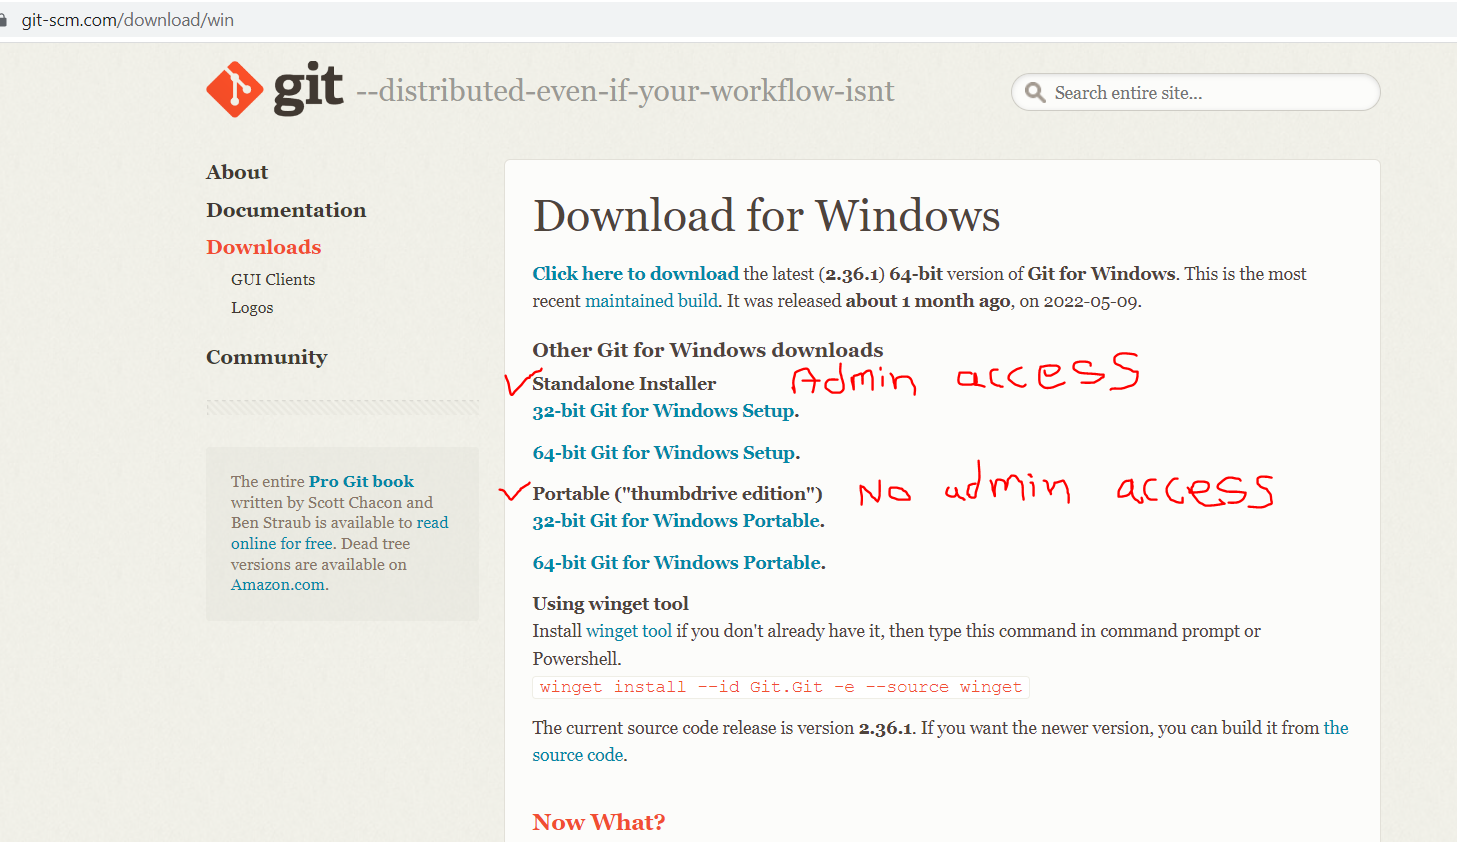 git-scm.com/download/win
git --distributed-even-if-your-workflow-isnt
Search entire site...
About
Documentation
Downloads
GUI Clients
Logos
Community
The entire Pro Git book
written by Scott Chacon and
Ben Straub is available to read
online for free. Dead tree
versions are available on
Amazon.com.
Download for Windows
Click here to download the latest (2.36.1) 64-bit version of Git for Windows. This is the most
recent maintained build. It was released about 1 month ago, on 2022-05-09.
Other Git for Windows downloads
Standalone Installer Admin access
32-bit Git for Windows Setup.
64-bit Git for Windows Setup.
Portable ("thumbdrive edition") No admin access
32-bit Git for Windows Portable.
64-bit Git for Windows Portable.
Using winget tool
Install winget tool if you don't already have it, then type this command in command prompt or
Powershell.
winget install --id Git.Git -e --source winget
The current source code release is version 2.36.1. If you want the newer version, you can build it from the
source code.
Now What?